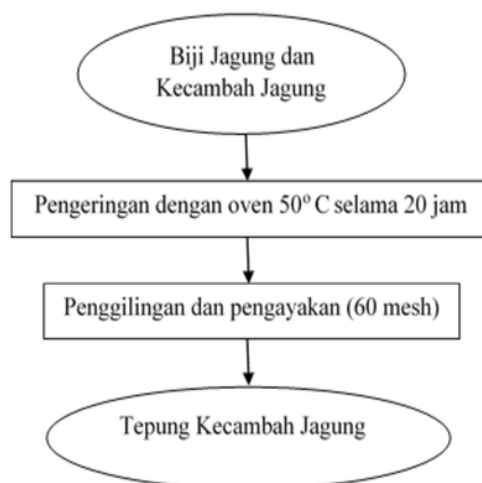 Biji Jagung dan
Kecambah Jagung
Pengeringan dengan oven 50° C selama 20 jam
Penggilingan dan pengayakan (60 mesh)
Tepung Kecambah Jagung